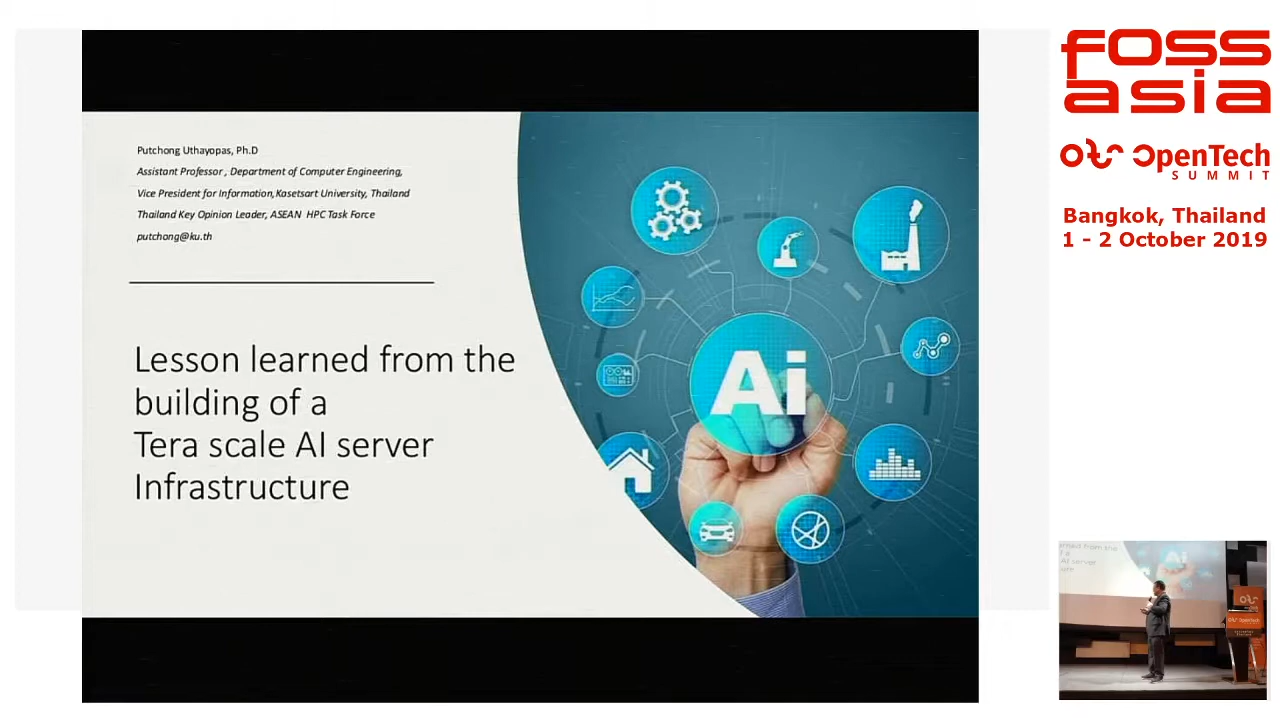 Putchong Uthayopas, Ph.D
Assistant Professor , Department of Computer Engineering,
Vice President for Information,Kasetsart University, Thailand
Thailand Key Opinion Leader, ASEAN HPC Task Force
putchong@ku.th
Lesson learned from the
building of a
Tera scale AI server
Infrastructure
Ai
foss
asia
OpenTech
SUMMIT
Bangkok, Thailand
1 - 2 October 2019